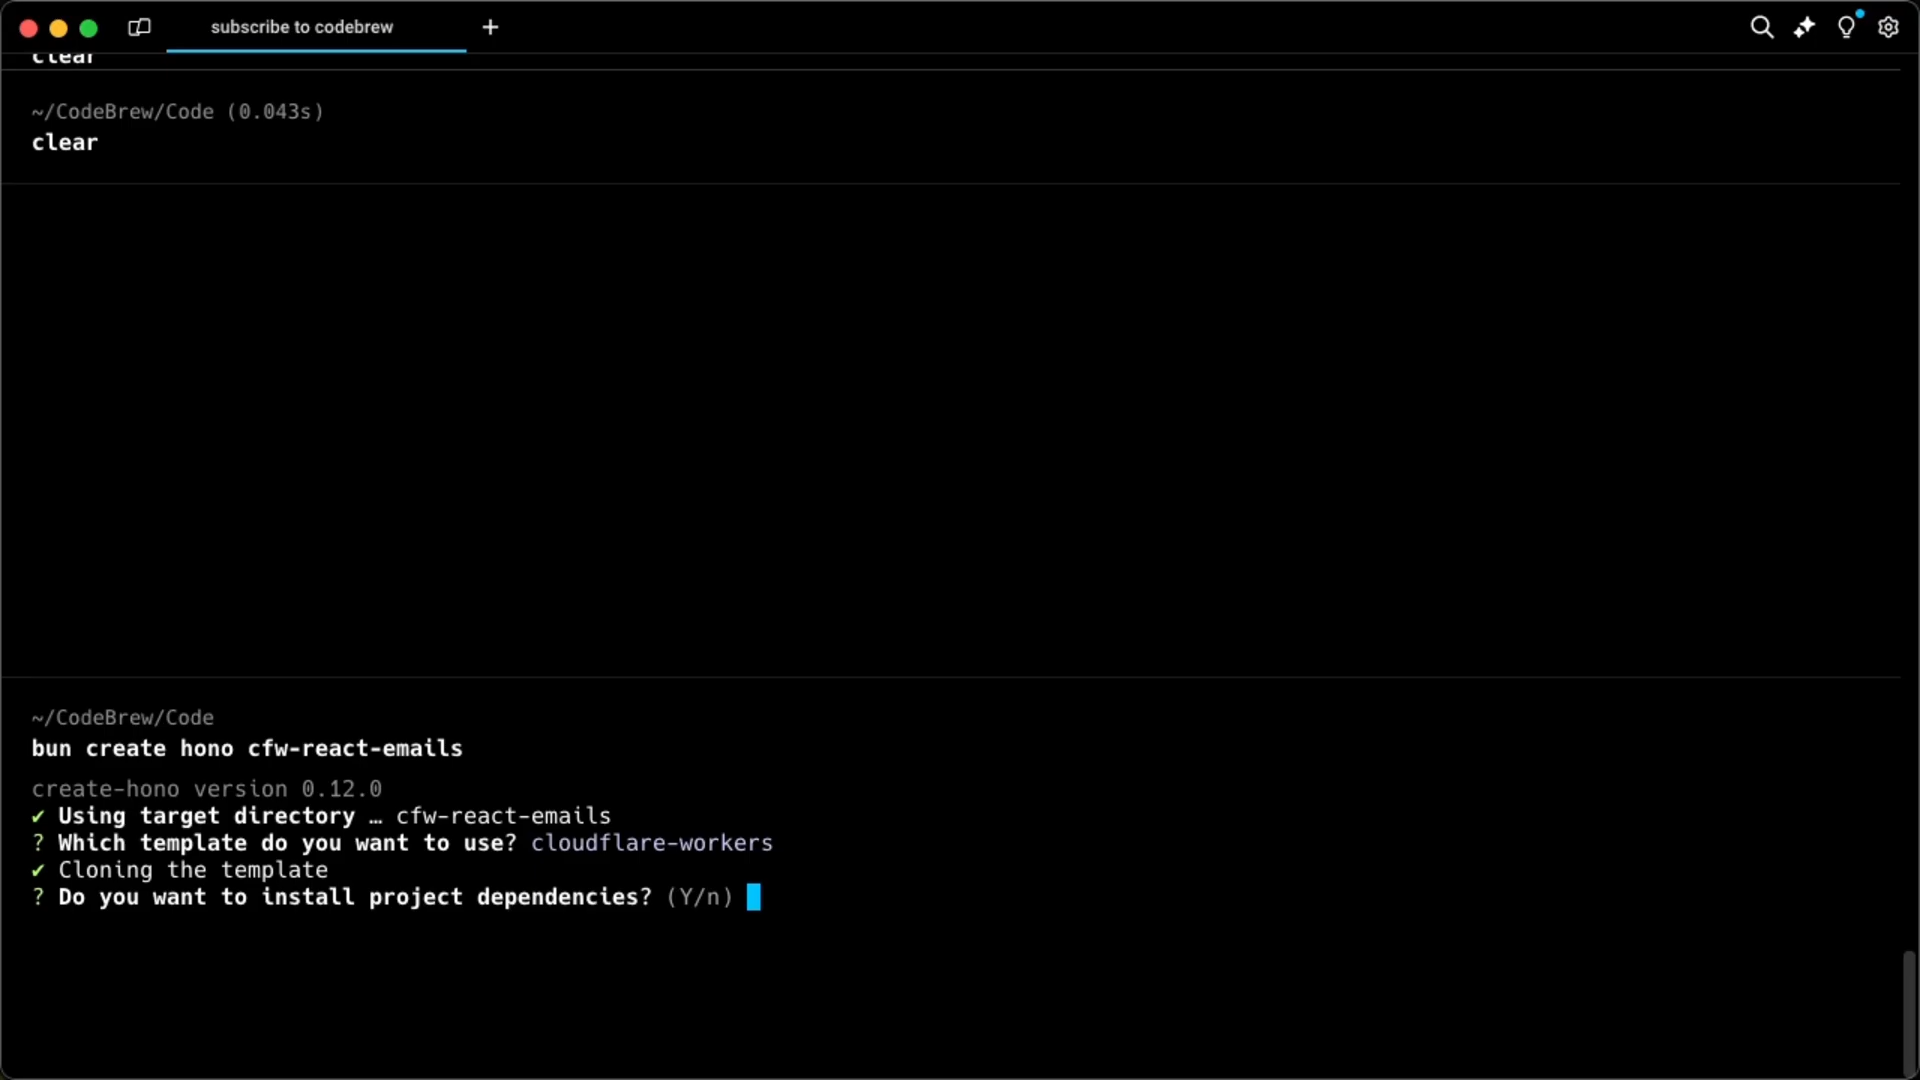 subscribe to codebrew
clear
~/CodeBrew/Code (0.043s)
clear
~/CodeBrew/Code
bun create hono cfw-react-emails
create-hono version 0.12.0
✔ Using target directory … cfw-react-emails
? Which template do you want to use? cloudflare-workers
✔ Cloning the template
? Do you want to install project dependencies? (Y/n)